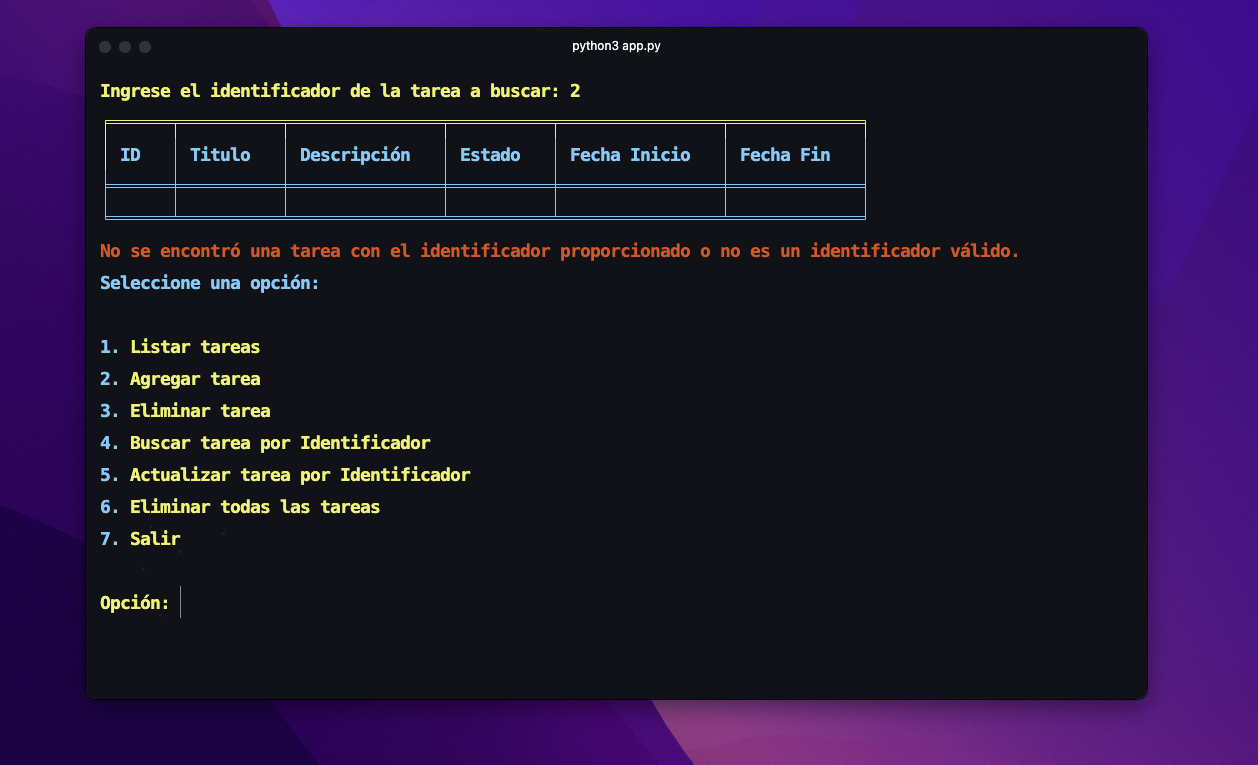 python3 app.py
Ingrese el identificador de la tarea a buscar: 2
ID Titulo Descripción Estado Fecha Inicio Fecha Fin
No se encontró una tarea con el identificador proporcionado o no es un identificador válido.
Seleccione una opción:
1. Listar tareas
2. Agregar tarea
3. Eliminar tarea
4. Buscar tarea por Identificador
5. Actualizar tarea por Identificador
6. Eliminar todas las tareas
7. Salir
Opción: